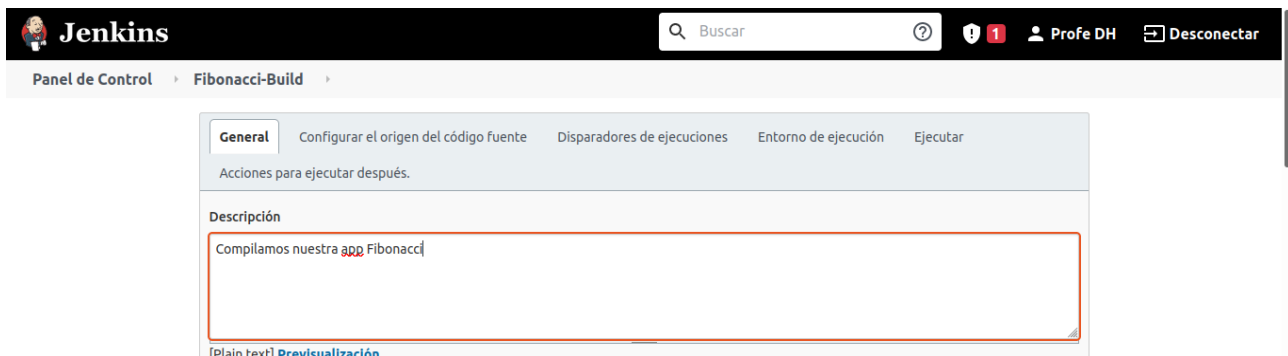 Jenkins
Buscar
1
Profe DH
Desconectar
Panel de Control
Fibonacci-Build
General
Configurar el origen del código fuente
Disparadores de ejecuciones
Entorno de ejecución
Ejecutar
Acciones para ejecutar después.
Descripción
Compilamos nuestra app Fibonacci
[Plain text] Previsualización